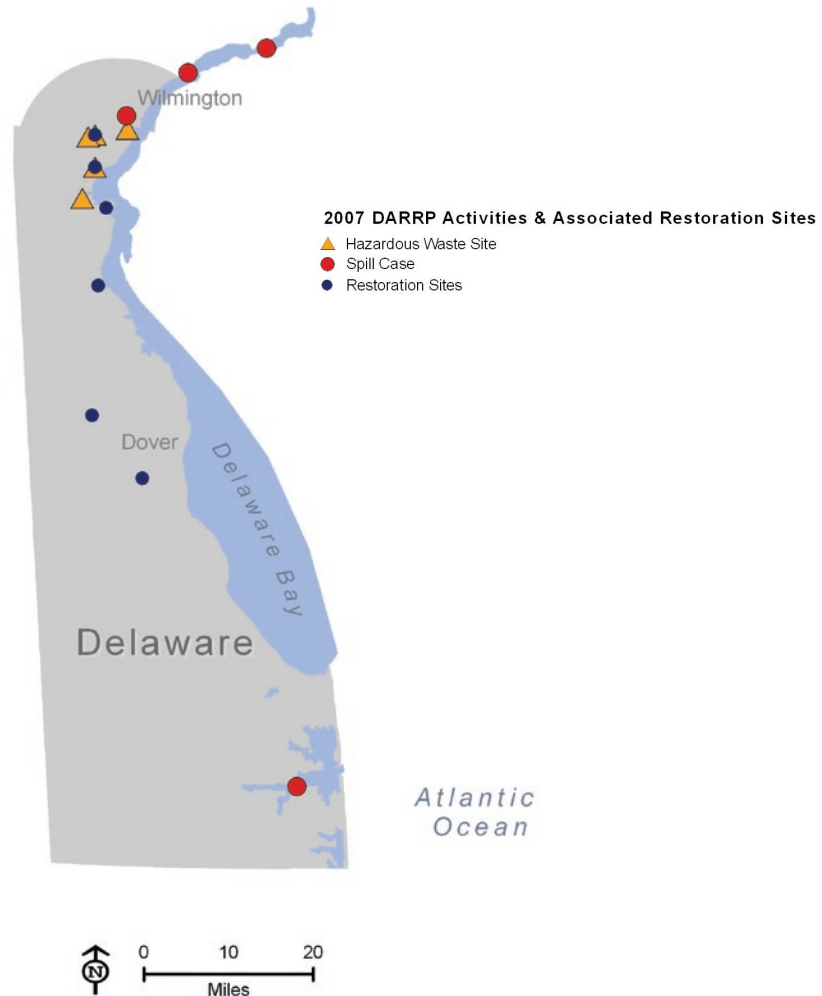 Wilmington
2007 DARRP Activities & Associated Restoration Sites
Hazardous Waste Site
Spill Case
Restoration Sites
Dover
Delaware Bay
Delaware
Atlantic
Ocean
N
0 10 20
Miles